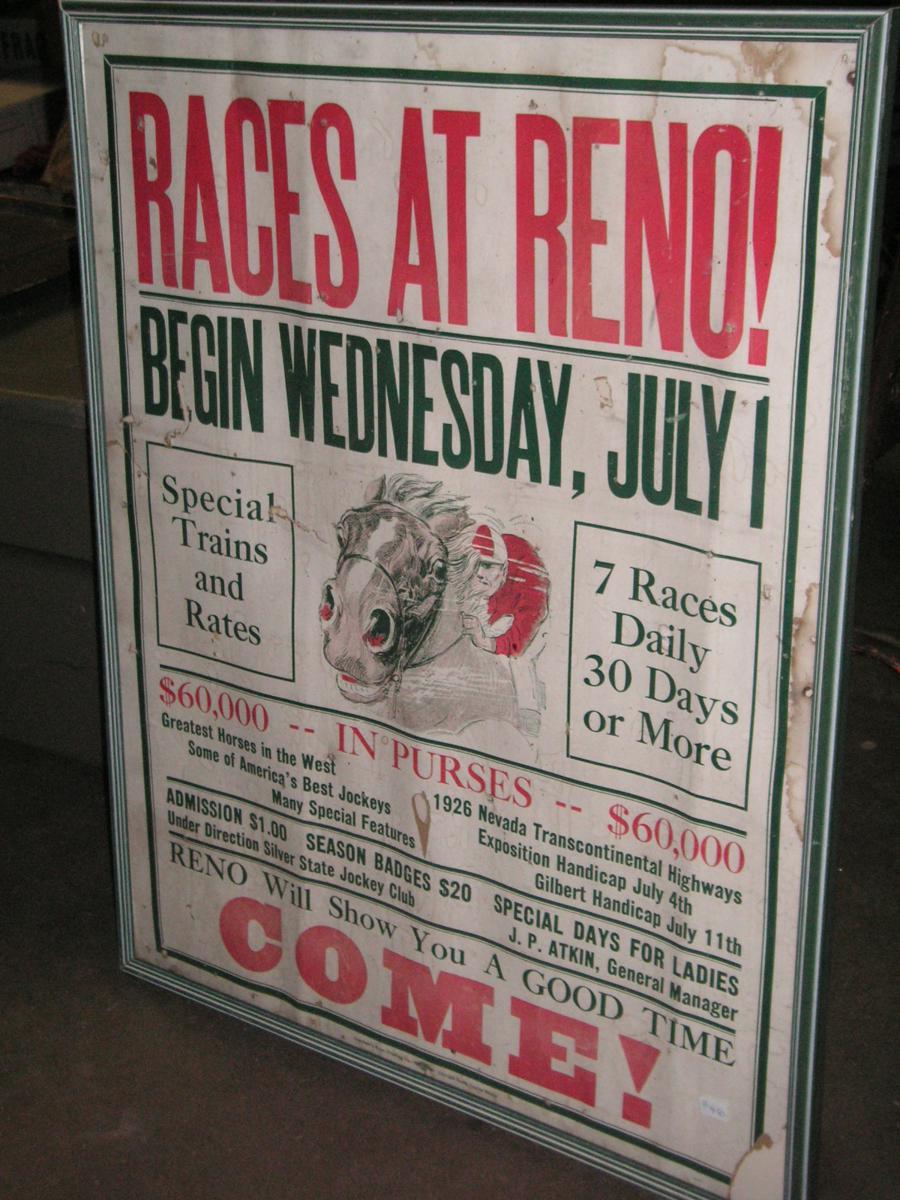 RACES AT RENO!
BEGIN WEDNESDAY, JULY 1
Special
Trains
and
Rates
7 Races
Daily
30 Days
or More
$60,000 -- IN PURSES -- $60,000
Greatest Horses in the West
Some of America's Best Jockeys
Many Special Features
1926 Nevada Transcontinental Highways
Exposition Handicap July 4th
Gilbert Handicap July 11th
ADMISSION $1.00 SEASON BADGES $20 SPECIAL DAYS FOR LADIES
Under Direction Silver State Jockey Club J. P. ATKIN, General Manager
RENO Will Show You A GOOD TIME
COME!